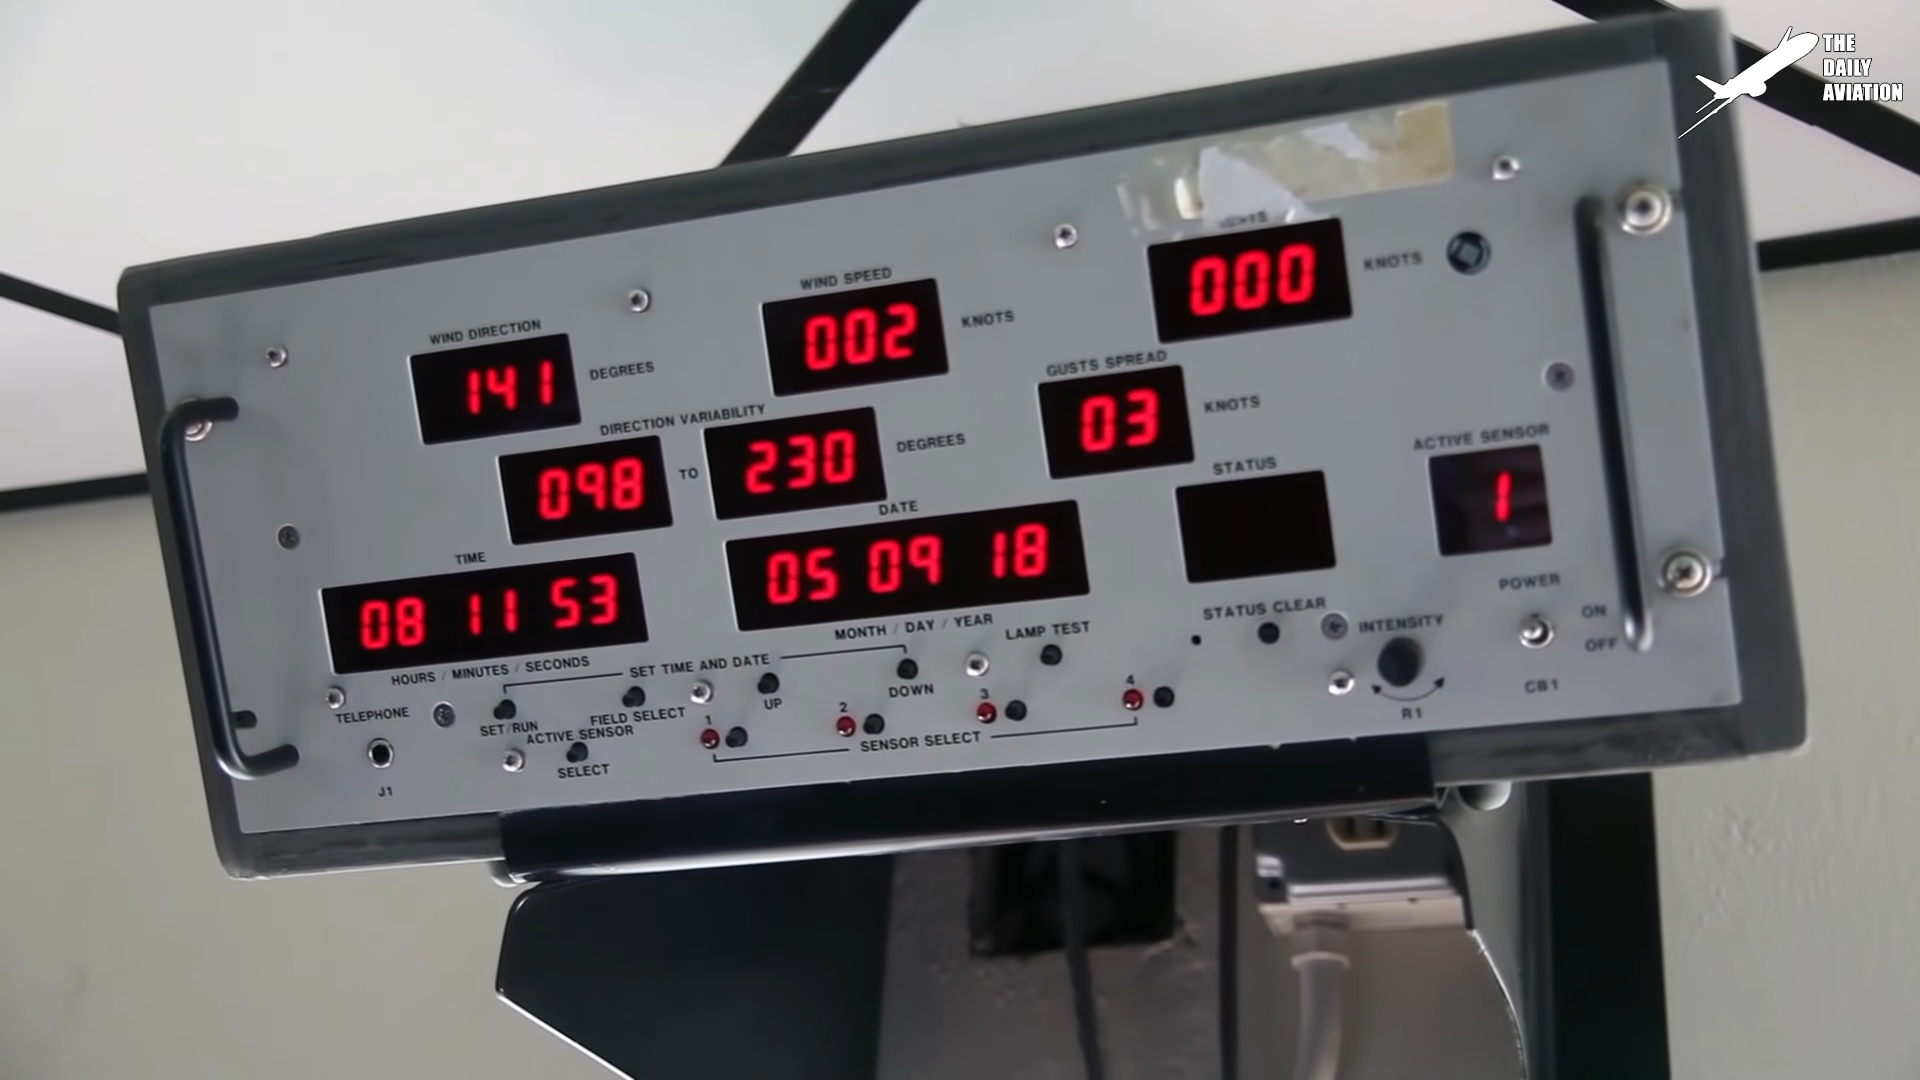 THE
DAILY
AVIATION
WIND DIRECTION
141
DEGREES
WIND SPEED
002
KNOTS
000
KNOTS
DIRECTION VARIABILITY
098
TO
230
DEGREES
GUSTS SPREAD
03
KNOTS
TIME
08 11 53
HOURS / MINUTES / SECONDS
DATE
05 09 18
MONTH / DAY / YEAR
STATUS
ACTIVE SENSOR
1
TELEPHONE
J1
SET TIME AND DATE
SET/RUN
FIELD SELECT
UP
DOWN
LAMP TEST
STATUS CLEAR
INTENSITY
R1
POWER
ON
OFF
CB1
ACTIVE SENSOR
SELECT
1
2
3
4
SENSOR SELECT